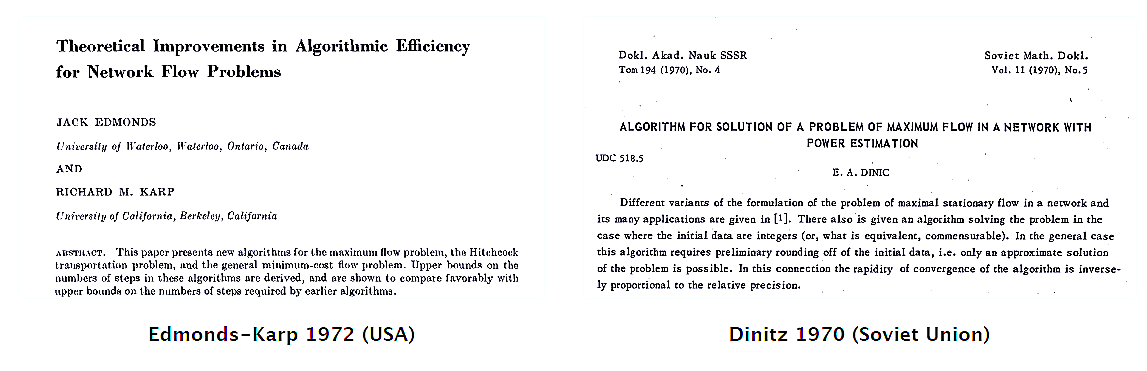 Theoretical Improvements in Algorithmic Efficiency
for Network Flow Problems
JACK EDMONDS
University of Waterloo, Waterloo, Ontario, Canada
AND
RICHARD M. KARP
University of California, Berkeley, California
ABSTRACT. This paper presents new algorithms for the maximum flow problem, the Hitchcock
transportation problem, and the general minimum-cost flow problem. Upper bounds on the
numbers of steps in these algorithms are derived, and are shown to compare favorably with
upper bounds on the numbers of steps required by earlier algorithms.
Edmonds-Karp 1972 (USA)
Dokl. Akad. Nauk SSSR
Tom 194 (1970), No. 4
Soviet Math. Dokl.
Vol. 11 (1970), No. 5
ALGORITHM FOR SOLUTION OF A PROBLEM OF MAXIMUM FLOW IN A NETWORK WITH
POWER ESTIMATION
UDC 518.5
E. A. DINIC
Different variants of the formulation of the problem of maximal stationary flow in a network and
its many applications are given in [1]. There also is given an algorithm solving the problem in the
case where the initial data are integers (or, what is equivalent, commensurable). In the general case
this algorithm requires preliminary rounding off of the initial data, i.e. only an approximate solution
of the problem is possible. In this connection the rapidity of convergence of the algorithm is inverse-
ly proportional to the relative precision.
Dinitz 1970 (Soviet Union)